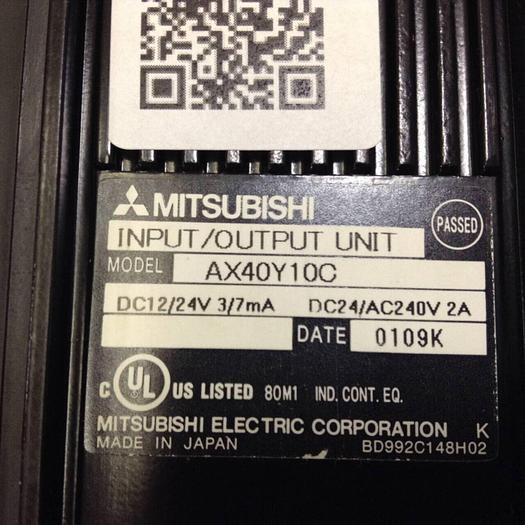 MITSUBISHI
PASSED
INPUT/OUTPUT UNIT
MODEL AX40Y10C
DC12/24V 3/7mA DC24/AC240V 2A
DATE 0109K
C UL US LISTED 80M1 IND. CONT. EQ.
MITSUBISHI ELECTRIC CORPORATION K
MADE IN JAPAN BD992C148H02